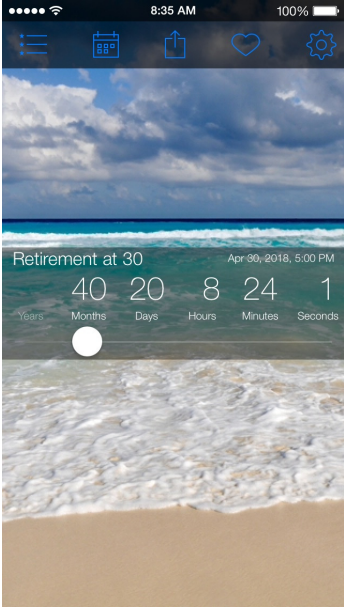 8:35 AM 100%
Retirement at 30 Apr 30, 2018, 5:00 PM
40 20 8 24 1
Years Months Days Hours Minutes Seconds